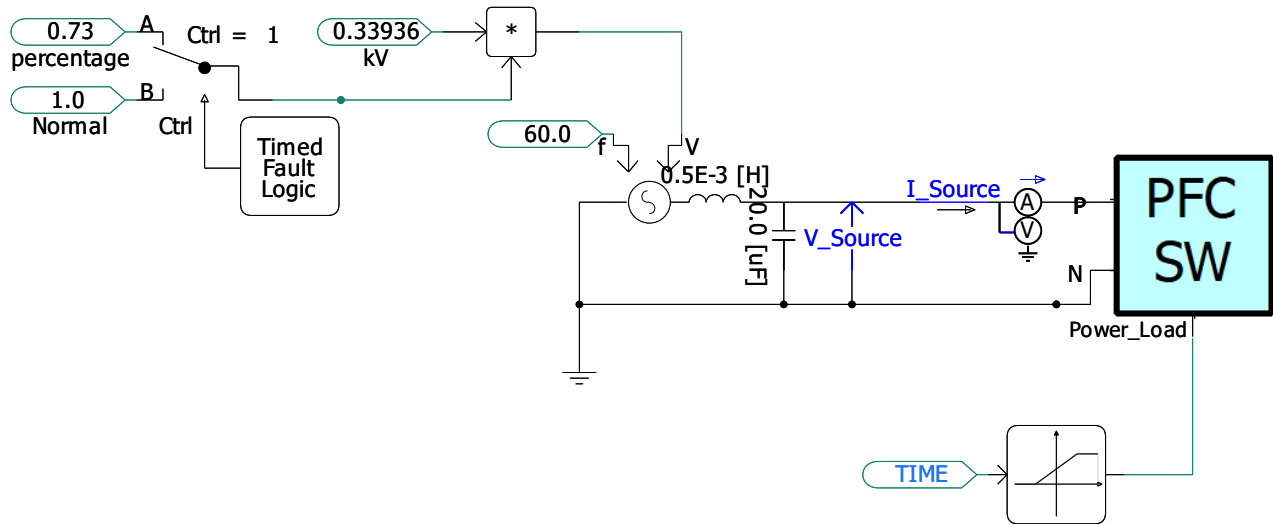 0.73
A
percentage
Ctrl = 1
0.33936
kV
*
1.0
B
Normal
Ctrl
Timed
Fault
Logic
60.0
f
V
0.5E-3 [H]
20.0 [uF]
V_Source
I_Source
A
V
P
N
PFC
SW
Power_Load
TIME